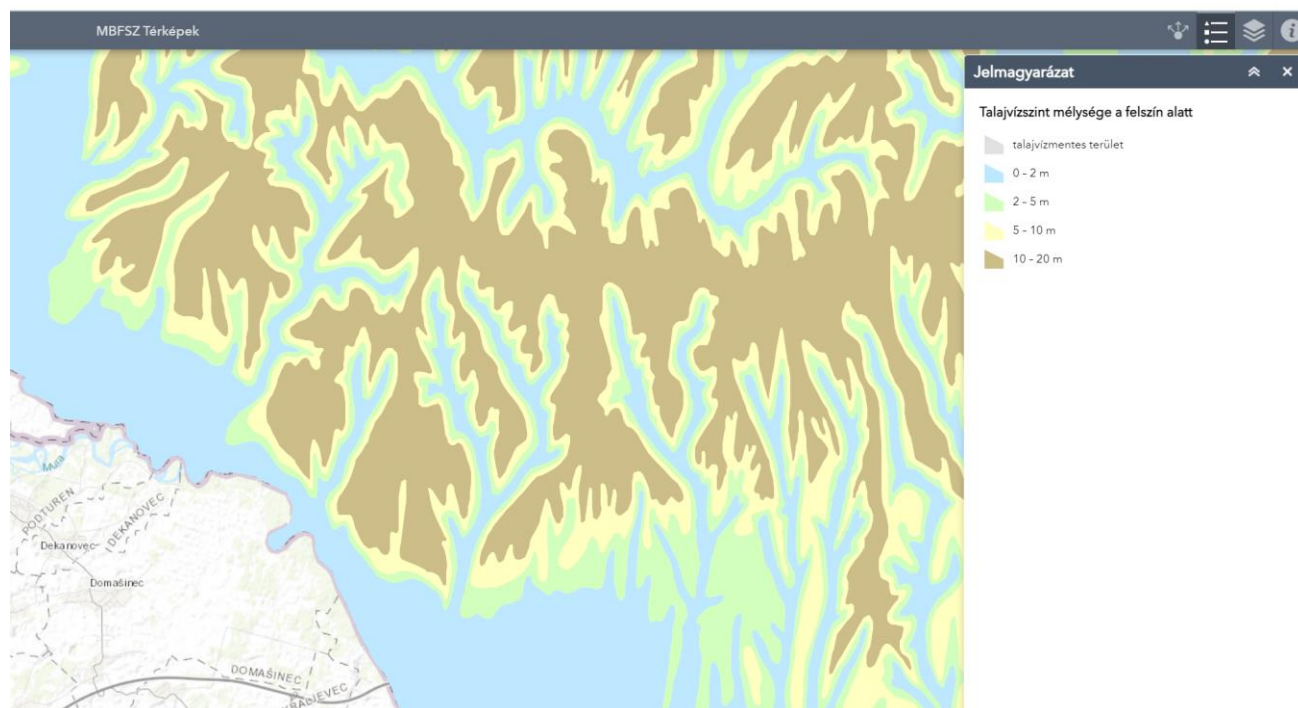 MBFSZ Térképek
Jelmagyarázat
Talajvízszint mélysége a felszín alatt
talajvízmentes terület
0 - 2 m
2 - 5 m
5 - 10 m
10 - 20 m
Mura
PODTUREN
DEKANOVEC
Dekanovec
Domašinec
DOMAŠINEC